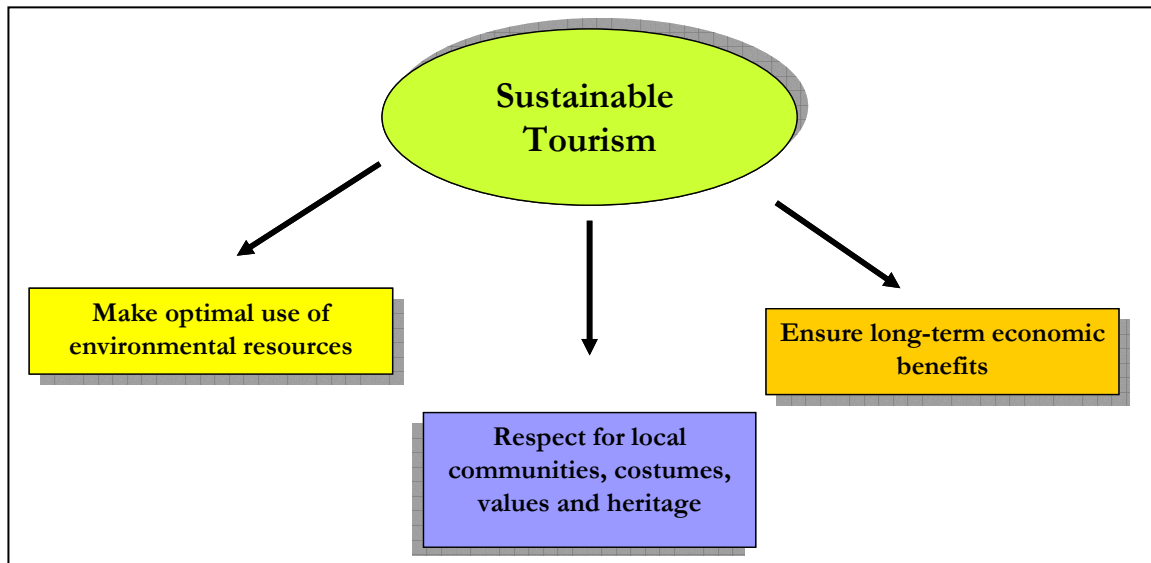 Sustainable
Tourism
Make optimal use of
environmental resources
Ensure long-term economic
benefits
Respect for local
communities, costumes,
values and heritage